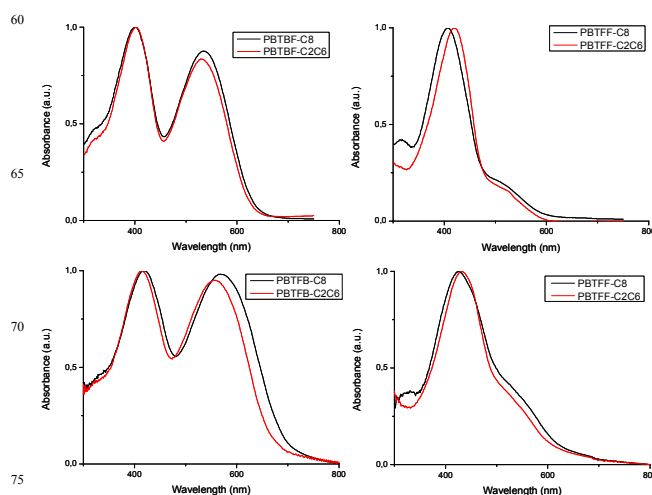 60
PBTBF-C8
PBTBF-C2C6
1,0
0,5
0,0
Absorbance (a.u.)
400
600
800
Wavelength (nm)
PBTFF-C8
PBTFF-C2C6
1,0
0,5
0,0
Absorbance (a.u.)
400
600
800
Wavelength (nm)
65
PBTFB-C8
PBTFB-C2C6
1,0
0,5
0,0
Absorbance (a.u.)
400
600
800
Wavelength (nm)
70
PBTFF-C8
PBTFF-C2C6
1,0
0,5
0,0
Absorbance (a.u.)
400
600
800
Wavelength (nm)
75